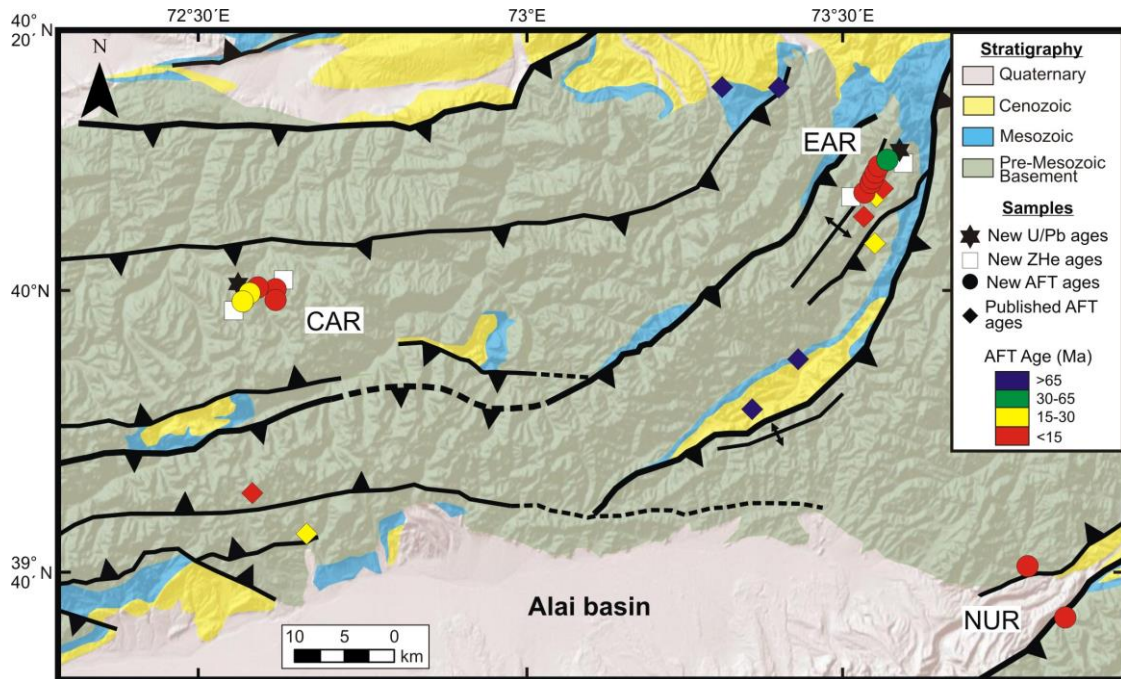 72°30′E
73°E
73°30′E
40° N
20′
N
EAR
40°N
CAR
39°
40′ N
Alai basin
NUR
10 5 0
km
Stratigraphy
Quaternary
Cenozoic
Mesozoic
Pre-Mesozoic
Basement
Samples
New U/Pb ages
New ZHe ages
New AFT ages
Published AFT
ages
AFT Age (Ma)
>65
30-65
15-30
<15